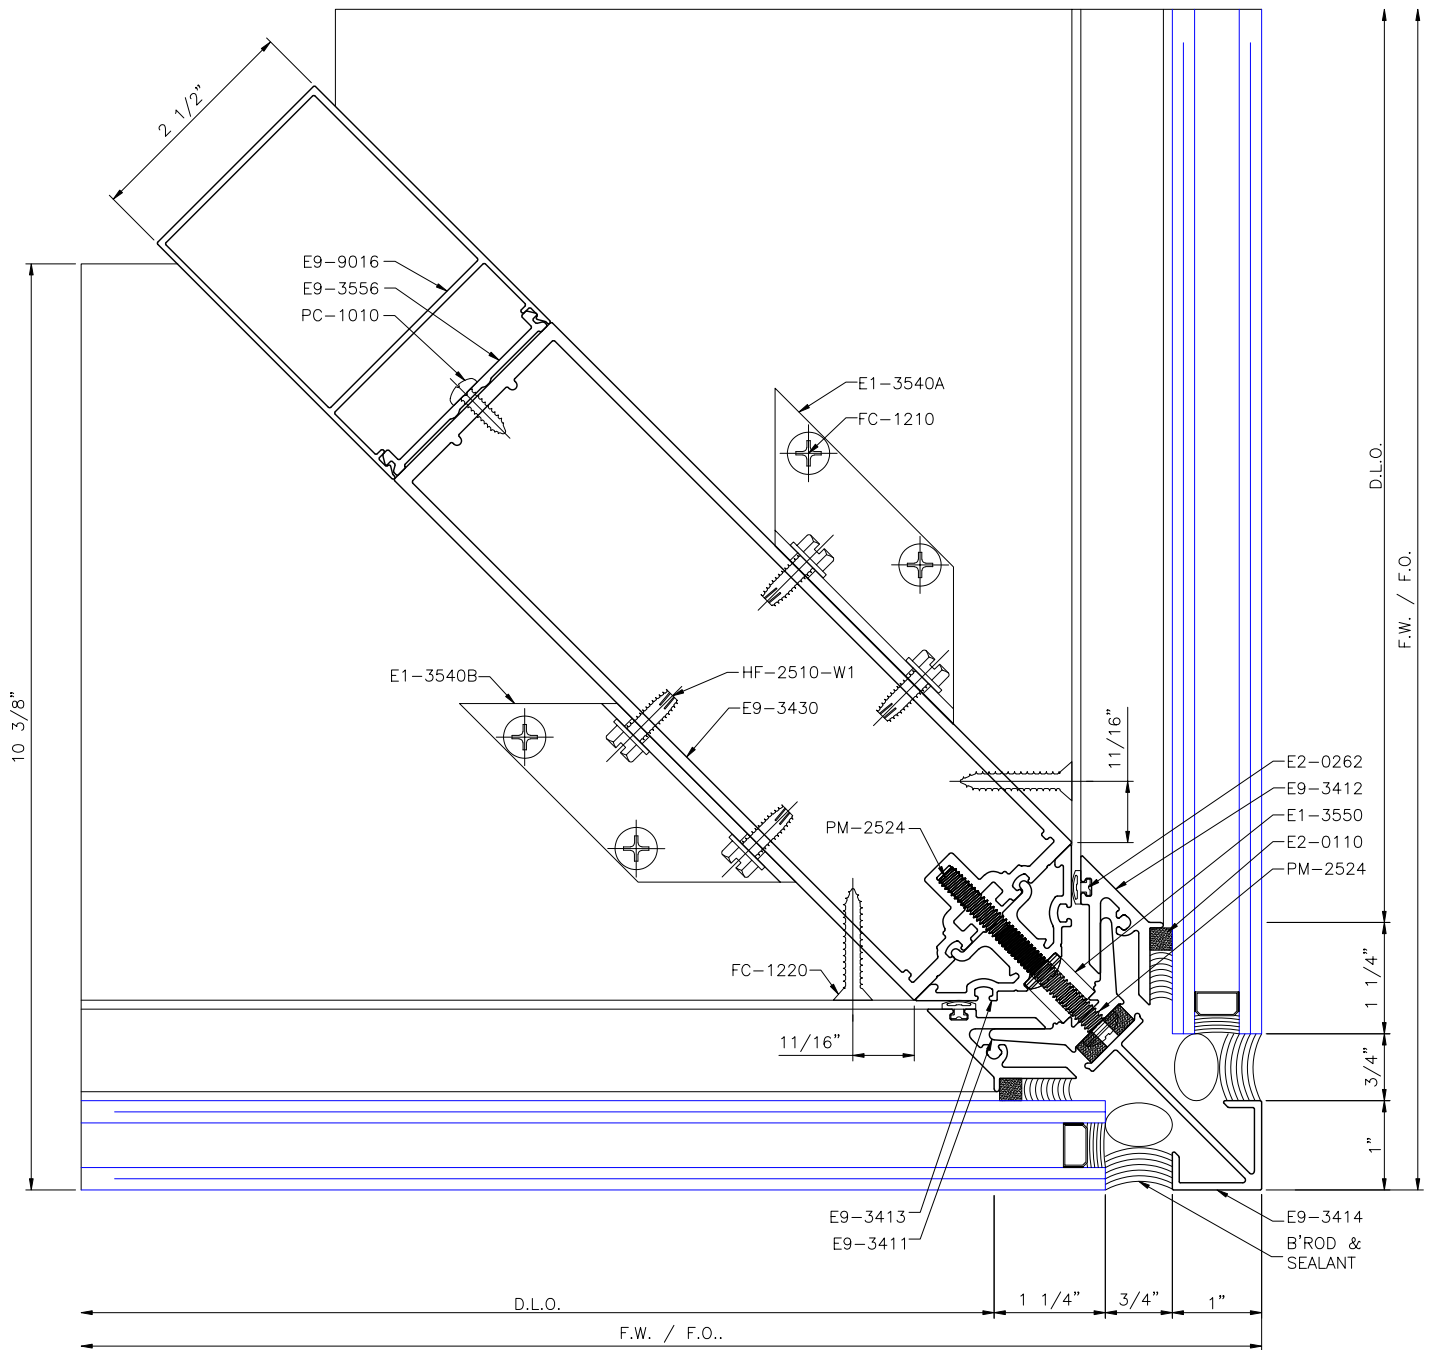 2 1/2"
E9-9016
E9-3556
PC-1010
E1-3540A
FC-1210
D.L.O.
F.W. / F.O.
10 3/8"
E1-3540B
HF-2510-W1
E9-3430
11/16"
PM-2524
E2-0262
E9-3412
E1-3550
E2-0110
PM-2524
FC-1220
11/16"
1 1/4"
3/4"
1"
E9-3413
E9-3411
E9-3414
B'ROD &
SEALANT
D.L.O.
1 1/4"
3/4"
1"
F.W. / F.O..